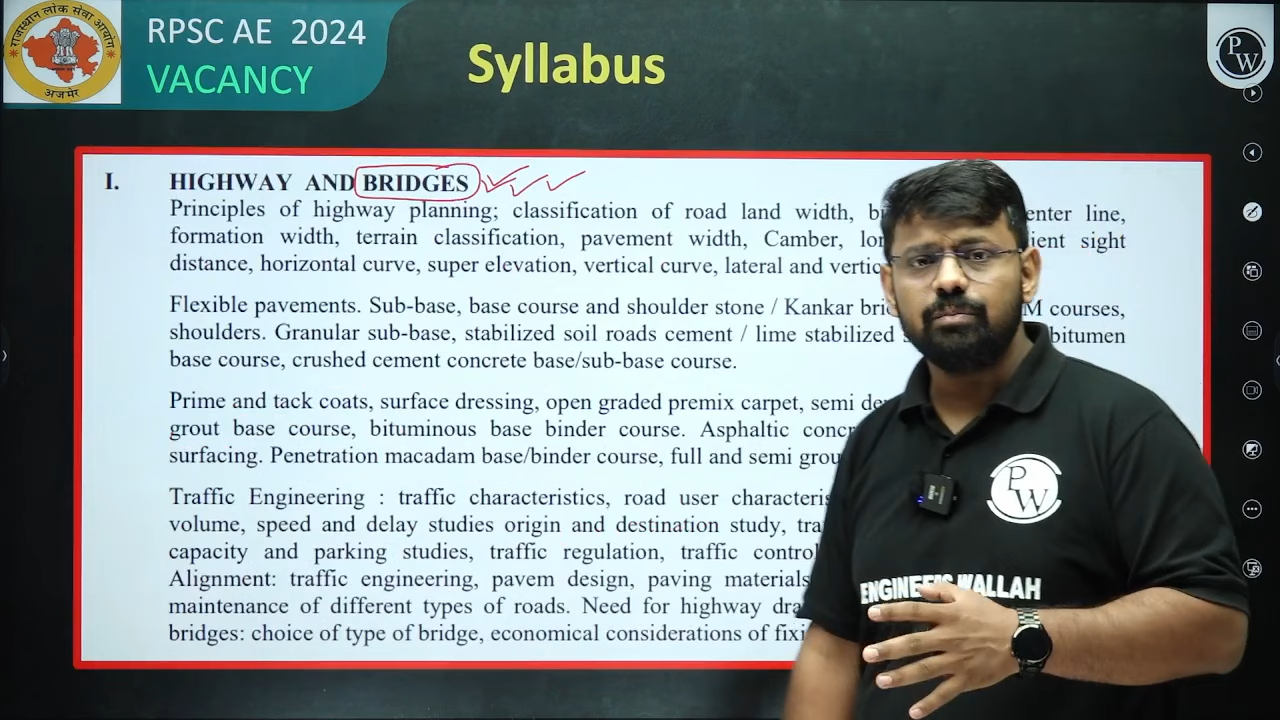 राजस्थान लोक सेवा आयोग
अजमेर
RPSC AE 2024
VACANCY
Syllabus
PW
I. HIGHWAY AND BRIDGES
Principles of highway planning; classification of road land width, enter line,
formation width, terrain classification, pavement width, Camber, sight
distance, horizontal curve, super elevation, vertical curve, lateral and
Flexible pavements. Sub-base, base course and shoulder stone / Kankar courses,
shoulders. Granular sub-base, stabilized soil roads cement / lime stabilized bitumen
base course, crushed cement concrete base/sub-base course.
Prime and tack coats, surface dressing, open graded premix carpet, semi
grout base course, bituminous base binder course. Asphaltic
surfacing. Penetration macadam base/binder course, full and semi
Traffic Engineering : traffic characteristics, road user
volume, speed and delay studies origin and destination study,
capacity and parking studies, traffic regulation, traffic control
Alignment: traffic engineering, pavem design, paving materials
maintenance of different types of roads. Need for highway
bridges: choice of type of bridge, economical considerations of
PW
ENGINEERS WALLAH